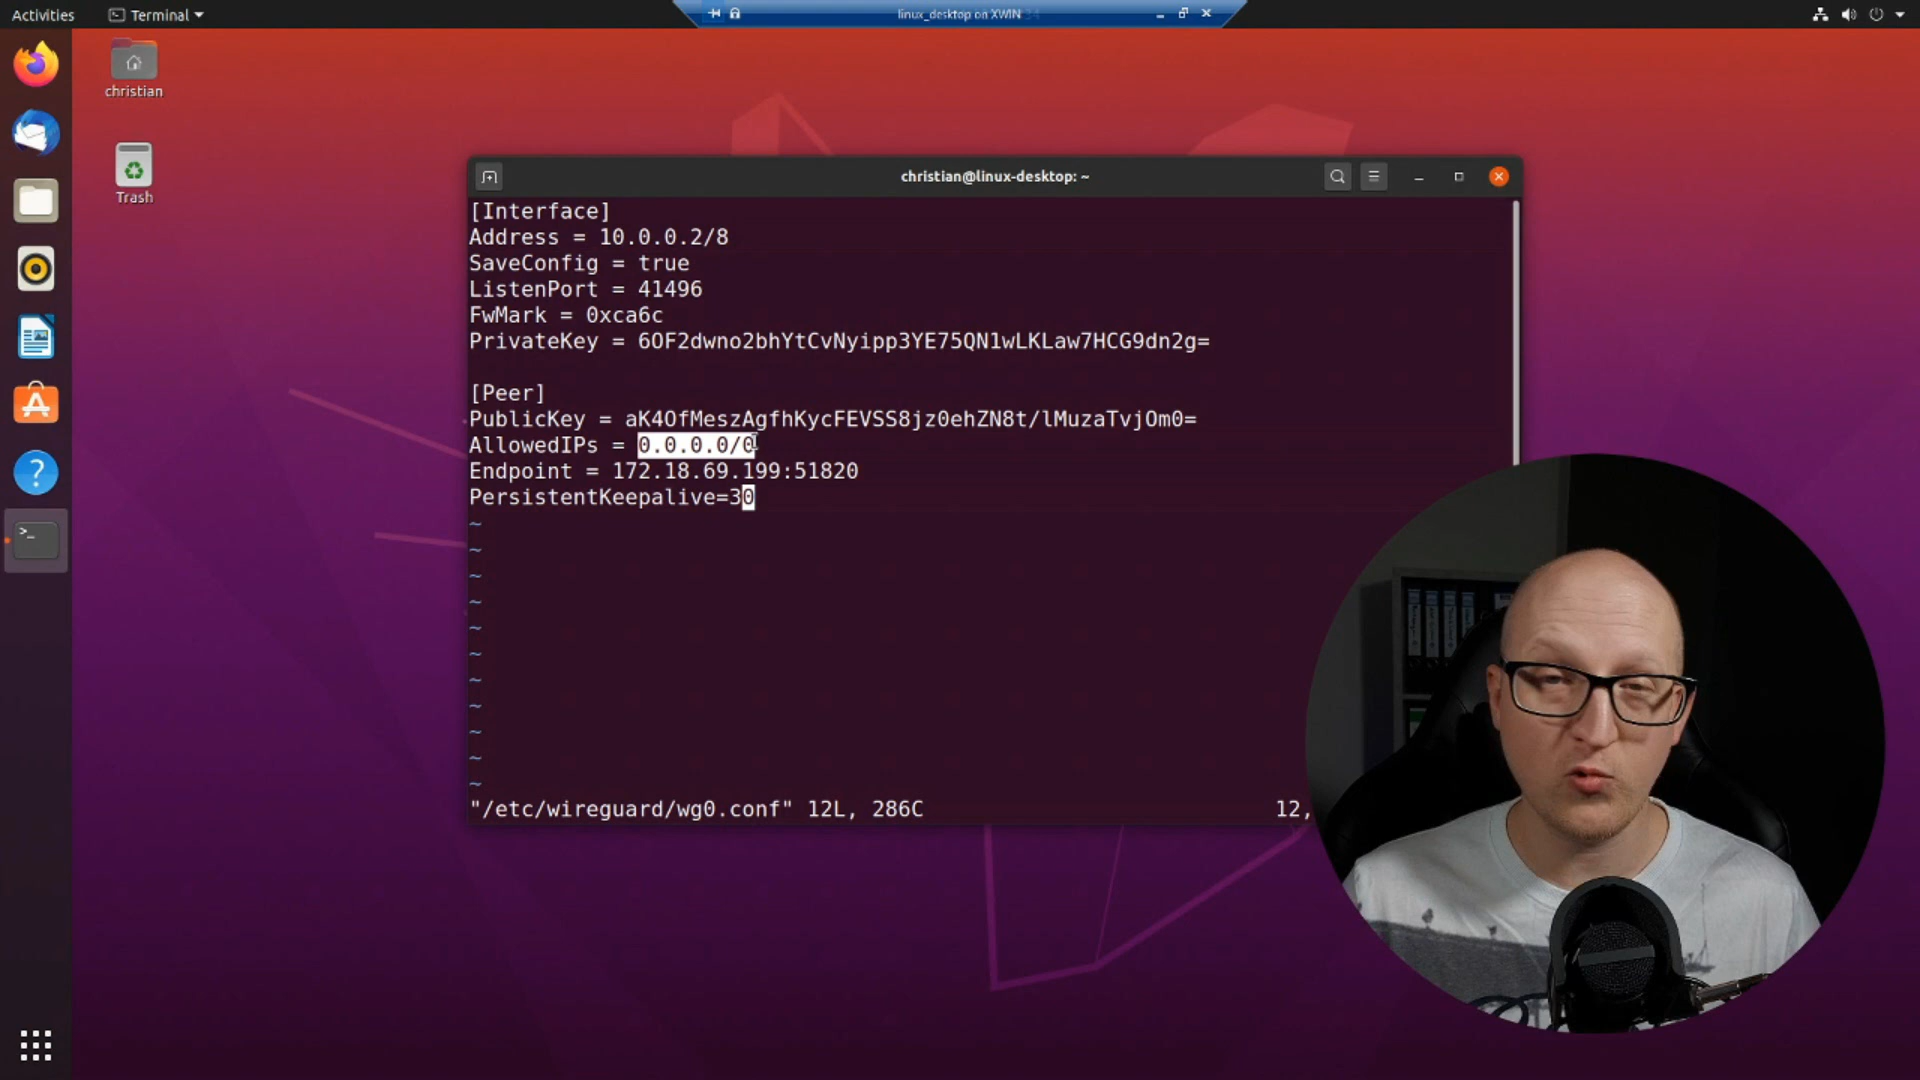 Activities
Terminal
linux_desktop on XWIN
christian
Trash
christian@linux-desktop: ~
[Interface]
Address = 10.0.0.2/8
SaveConfig = true
ListenPort = 41496
FwMark = 0xca6c
PrivateKey = 6OF2dwno2bhYtCvNyipp3YE75QN1wLKLaw7HCG9dn2g=
[Peer]
PublicKey = aK4OfMeszAgfhKycFEVSS8jz0ehZN8t/lMuzaTvjOm0=
AllowedIPs = 0.0.0.0/0
Endpoint = 172.18.69.199:51820
PersistentKeepalive=30
~
~
~
~
~
~
~
~
~
~
~
"/etc/wireguard/wg0.conf" 12L, 286C
12,